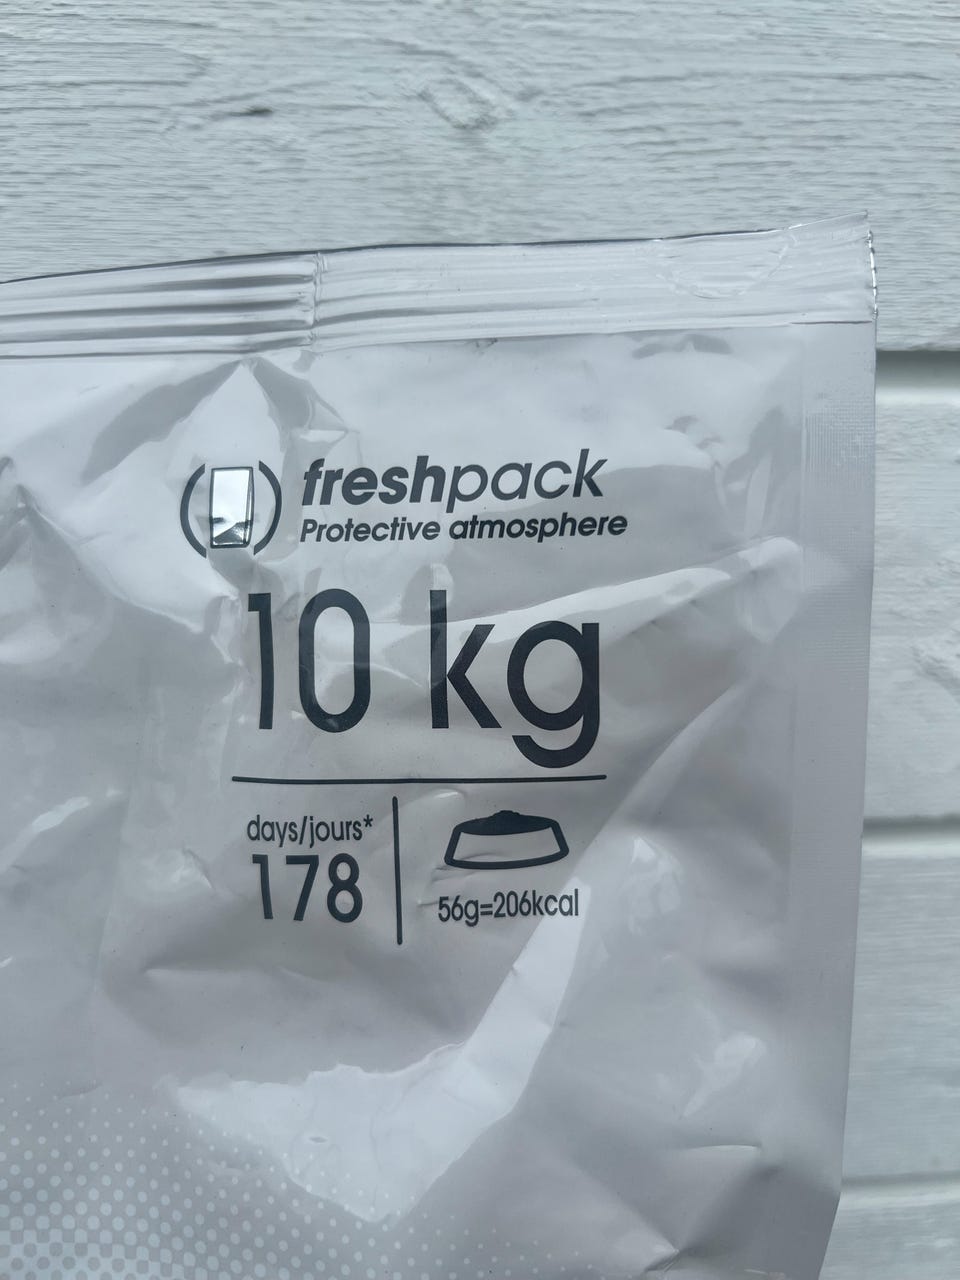 freshpack
Protective atmosphere
10 kg
days/jours*
178
56g=206kcal